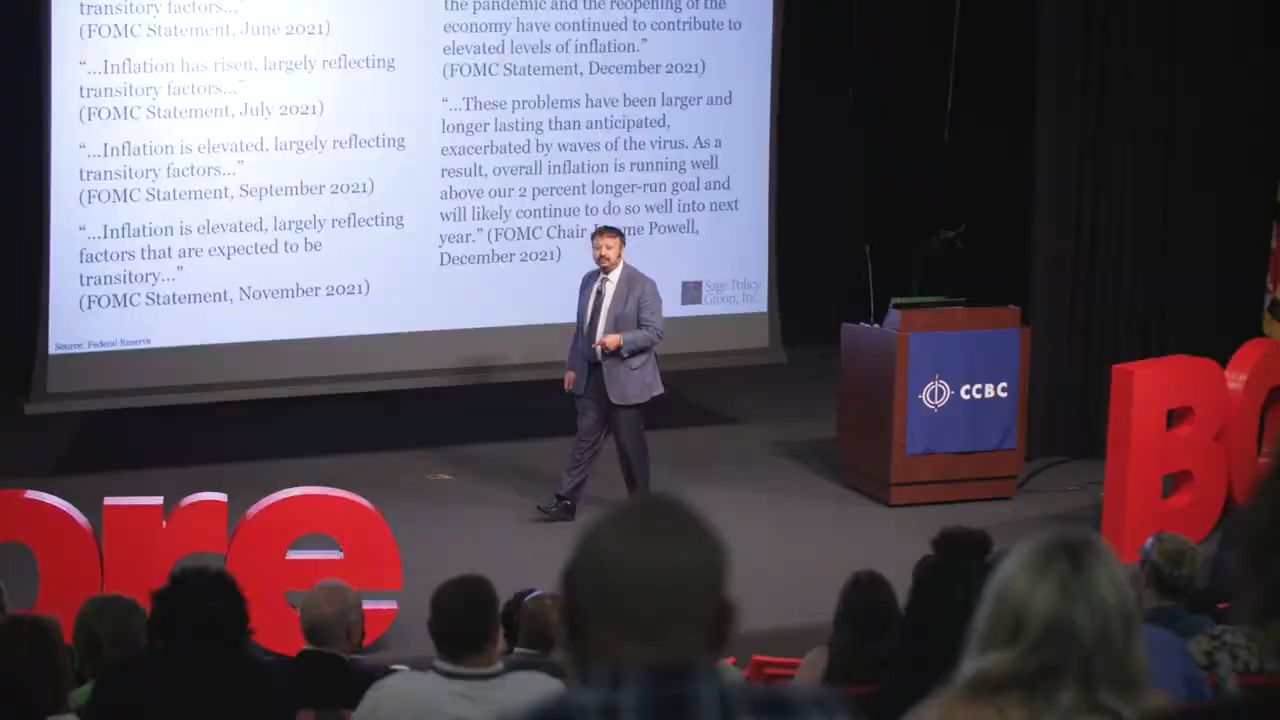 transitory factors..."
(FOMC Statement, June 2021)
“...Inflation has risen, largely reflecting
transitory factors...”
(FOMC Statement, July 2021)
“...Inflation is elevated, largely reflecting
transitory factors...”
(FOMC Statement, September 2021)
“...Inflation is elevated, largely reflecting
factors that are expected to be
transitory...”
(FOMC Statement, November 2021)
Source: Federal Reserve
the pandemic and the reopening of the
economy have continued to contribute to
elevated levels of inflation.”
(FOMC Statement, December 2021)
“...These problems have been larger and
longer lasting than anticipated,
exacerbated by waves of the virus. As a
result, overall inflation is running well
above our 2 percent longer-run goal and
will likely continue to do so well into next
year.” (FOMC Chair Powell,
December 2021)
Sage Policy
Group, Inc.
CCBC
ore